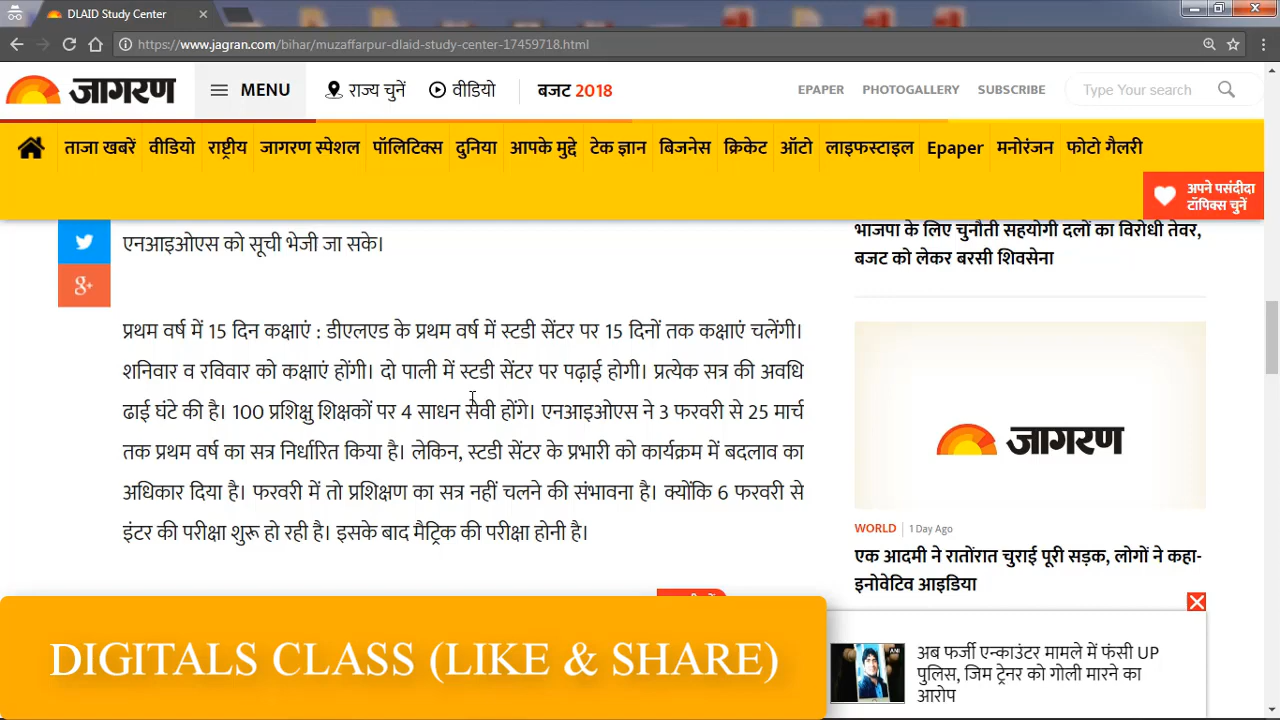 DLAID Study Center
https://www.jagran.com/bihar/muzaffarpur-dlaid-study-center-17459718.html
जागरण
MENU
राज्य चुनें
वीडियो
बजट 2018
EPAPER
PHOTOGALLERY
SUBSCRIBE
Type Your search
ताजा खबरें
वीडियो
राष्ट्रीय
जागरण स्पेशल
पॉलिटिक्स
दुनिया
आपके मुद्दे
टेक ज्ञान
बिजनेस
क्रिकेट
ऑटो
लाइफस्टाइल
Epaper
मनोरंजन
फोटो गैलरी
अपने पसंदीदा
टॉपिक्स चुनें
एनआइओएस को सूची भेजी जा सके।
प्रथम वर्ष में 15 दिन कक्षाएं : डीएलएड के प्रथम वर्ष में स्टडी सेंटर पर 15 दिनों तक कक्षाएं चलेंगी।
शनिवार व रविवार को कक्षाएं होंगी। दो पाली में स्टडी सेंटर पर पढ़ाई होगी। प्रत्येक सत्र की अवधि
ढाई घंटे की है। 100 प्रशिक्षु शिक्षकों पर 4 साधन सेवी होंगे। एनआइओएस ने 3 फरवरी से 25 मार्च
तक प्रथम वर्ष का सत्र निर्धारित किया है। लेकिन, स्टडी सेंटर के प्रभारी को कार्यक्रम में बदलाव का
अधिकार दिया है। फरवरी में तो प्रशिक्षण का सत्र नहीं चलने की संभावना है। क्योंकि 6 फरवरी से
इंटर की परीक्षा शुरू हो रही है। इसके बाद मैट्रिक की परीक्षा होनी है।
भाजपा के लिए चुनौती सहयोगी दलों का विरोधी तेवर,
बजट को लेकर बरसी शिवसेना
जागरण
WORLD | 1 Day Ago
एक आदमी ने रातोंरात चुराई पूरी सड़क, लोगों ने कहा-
इनोवेटिव आइडिया
DIGITALS CLASS (LIKE & SHARE)
ANI
अब फर्जी एन्काउंटर मामले में फंसी UP
पुलिस, जिम ट्रेनर को गोली मारने का
आरोप